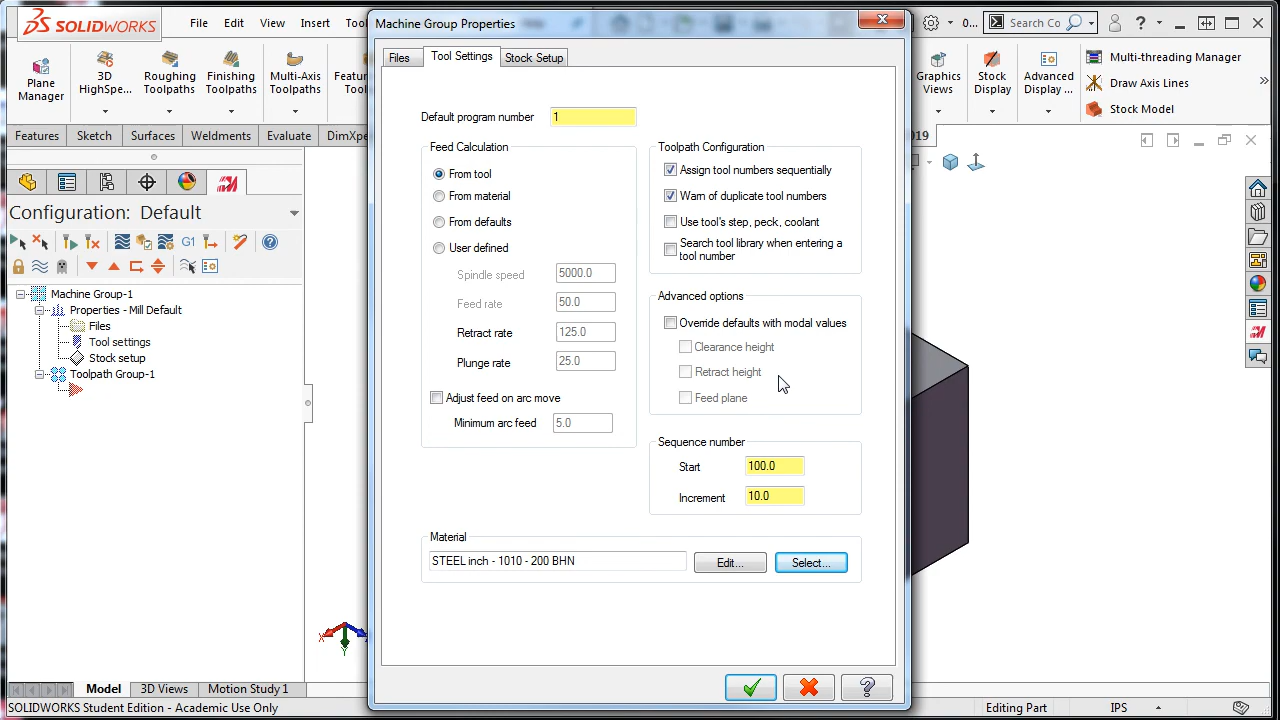 SOLIDWORKS
File Edit View Insert Too
Machine Group Properties
Help
0...
Search Co
?
Plane Manager
3D HighSpe...
Roughing Toolpaths
Finishing Toolpaths
Multi-Axis Toolpaths
Featur
Too
Graphics Views
Stock Display
Advanced Display ...
Multi-threading Manager
Draw Axis Lines
Stock Model
Features Sketch Surfaces Weldments Evaluate DimXpe
019
Files Tool Settings Stock Setup
Configuration: Default
G1
Machine Group-1
Properties - Mill Default
Files
Tool settings
Stock setup
Toolpath Group-1
Default program number 1
Feed Calculation
From tool
From material
From defaults
User defined
Spindle speed 5000.0
Feed rate 50.0
Retract rate 125.0
Plunge rate 25.0
Adjust feed on arc move
Minimum arc feed 5.0
Toolpath Configuration
Assign tool numbers sequentially
Warn of duplicate tool numbers
Use tool's step, peck, coolant
Search tool library when entering a
tool number
Advanced options
Override defaults with modal values
Clearance height
Retract height
Feed plane
Sequence number
Start 100.0
Increment 10.0
Material
STEEL inch - 1010 - 200 BHN Edit... Select...
X
Y
Model 3D Views Motion Study 1
SOLIDWORKS Student Edition - Academic Use Only
Editing Part IPS